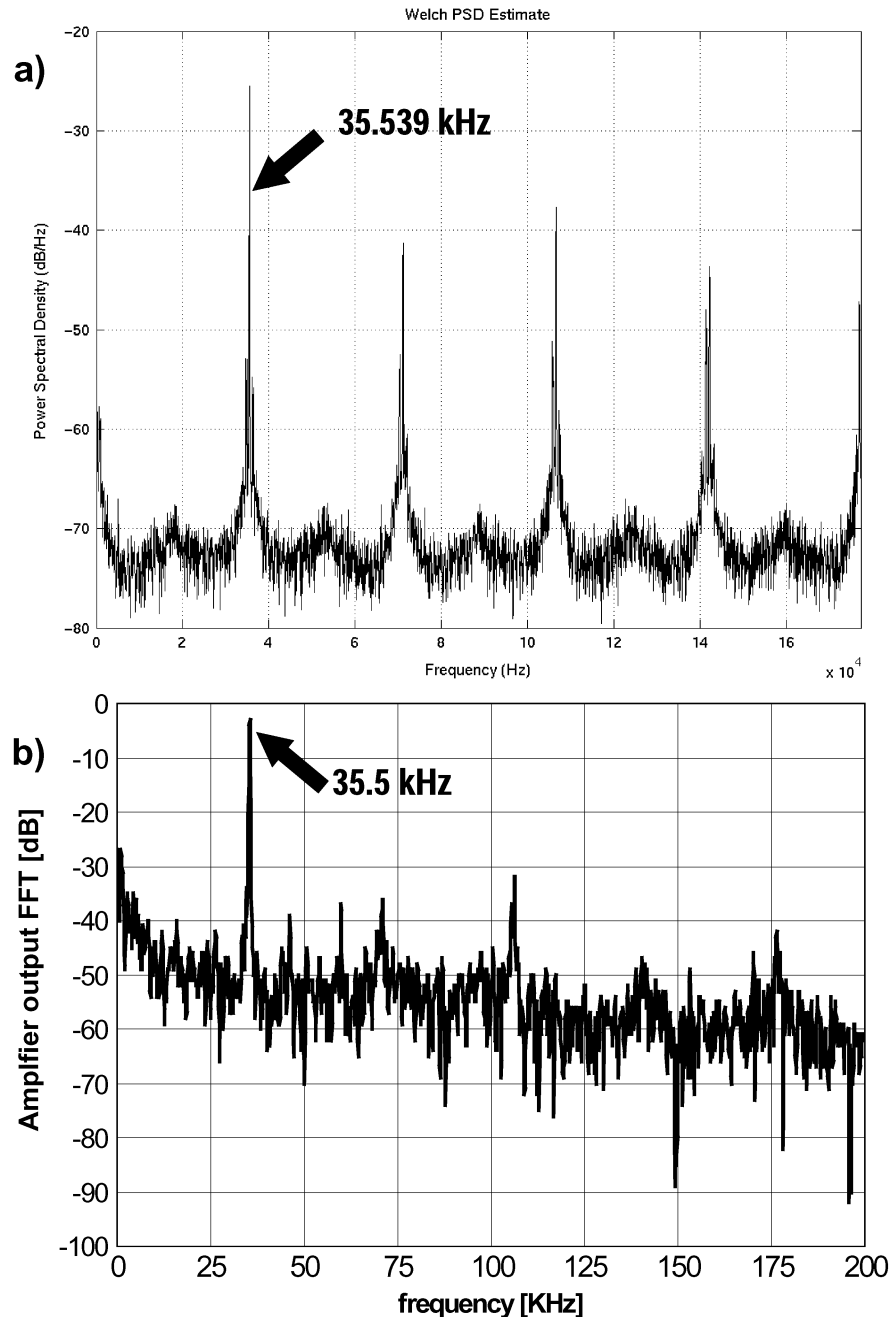 Welch PSD Estimate
a)
−20
−30
−40
−50
−60
−70
−80
Power Spectral Density (dB/Hz)
35.539 kHz
0 2 4 6 8 10 12 14 16
Frequency (Hz)
x 10^4
b)
0
-10
-20
-30
-40
-50
-60
-70
-80
-90
-100
Amplfier output FFT [dB]
35.5 kHz
0 25 50 75 100 125 150 175 200
frequency [KHz]